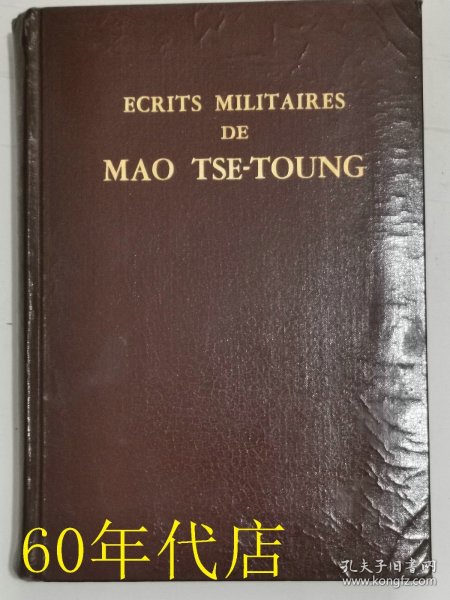 ECRITS MILITAIRES
DE
MAO TSE-TOUNG
60年代店
孔夫子旧书网
www.kongfz.com